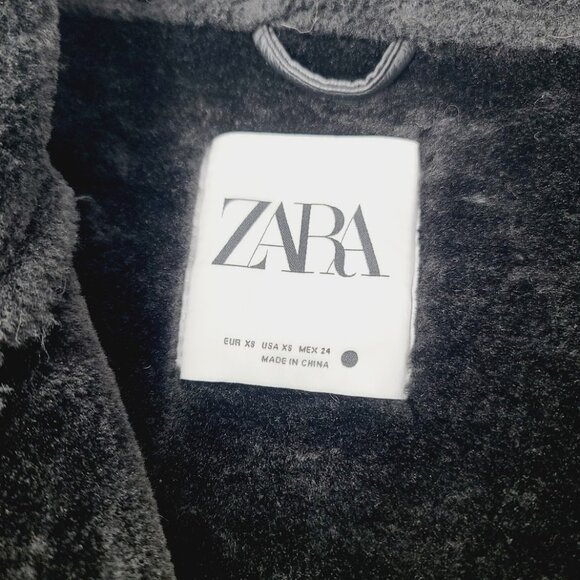 ZARA
EUR XS USA XS MEX 24
MADE IN CHINA